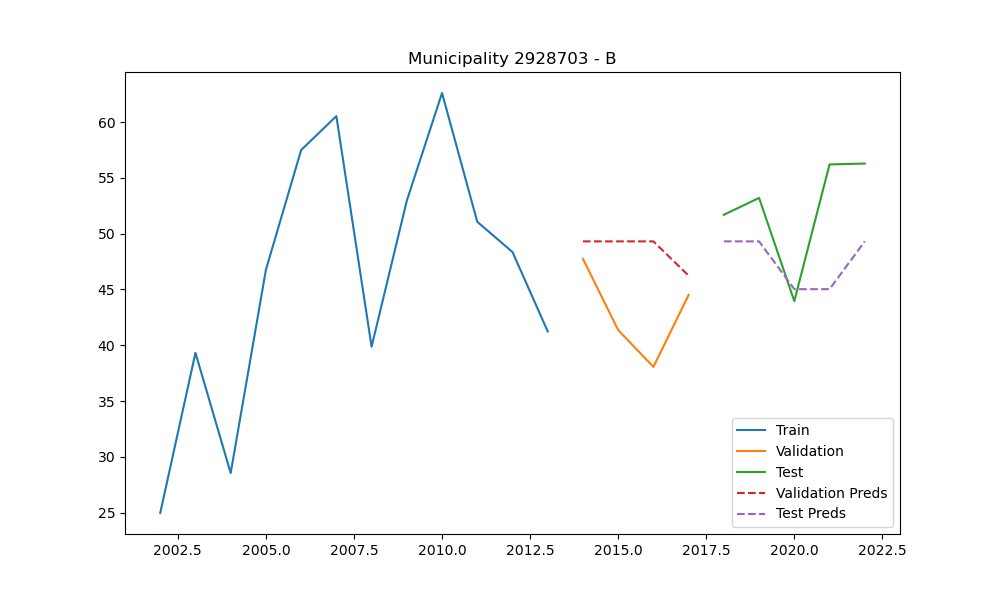 Municipality 2928703 - B
60
55
50
45
40
35
30
25
2002.5 2005.0 2007.5 2010.0 2012.5 2015.0 2017.5 2020.0 2022.5
Train
Validation
Test
Validation Preds
Test Preds